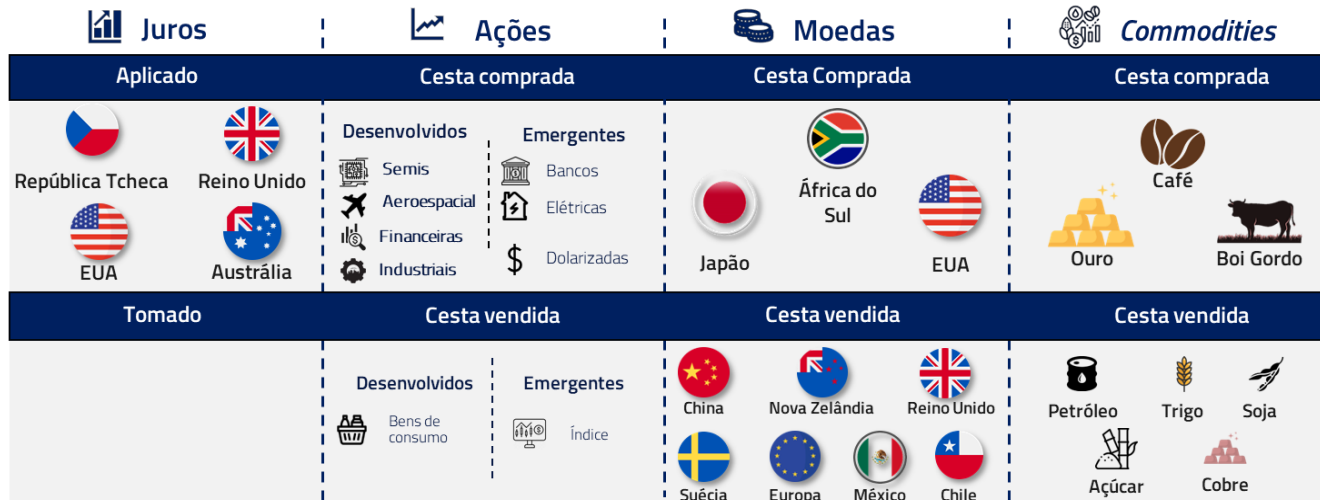 Juros
Ações
Moedas
Commodities
Aplicado
Cesta comprada
Cesta Comprada
Cesta comprada
República Tcheca
Reino Unido
EUA
Austrália
Desenvolvidos
Semis
Aeroespacial
Financeiras
Industriais
Emergentes
Bancos
Elétricas
Dolarizadas
África do
Sul
Japão
EUA
Café
Ouro
Boi Gordo
Tomado
Cesta vendida
Cesta vendida
Cesta vendida
Desenvolvidos
Bens de
consumo
Emergentes
Índice
China
Nova Zelândia
Reino Unido
Suécia
Europa
México
Chile
Petróleo
Trigo
Soja
Açúcar
Cobre